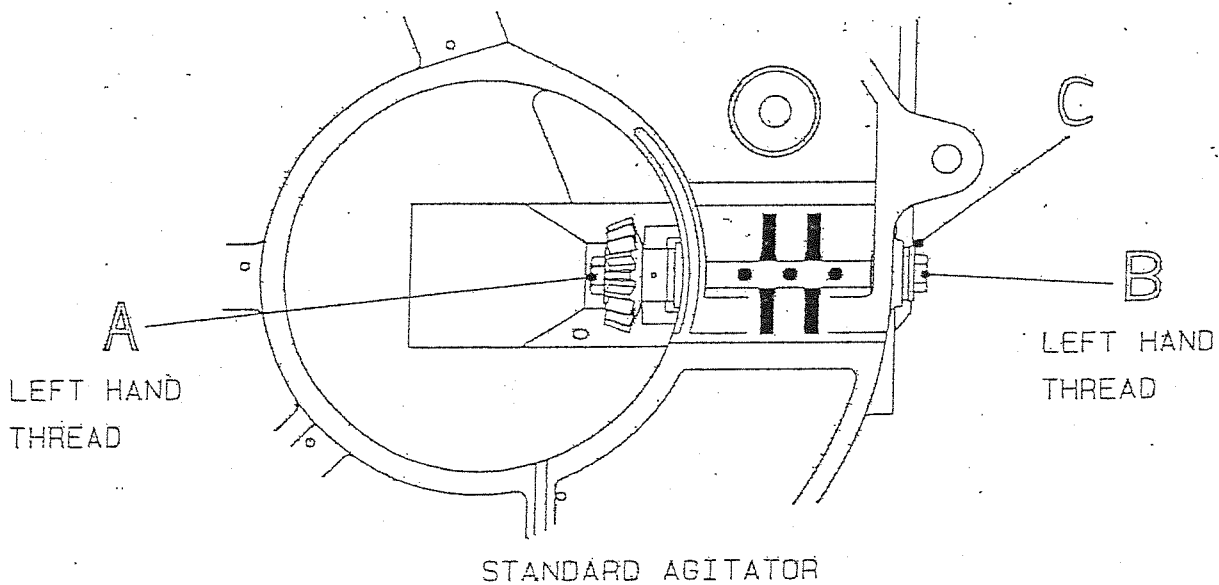 C
A
LEFT HAND
THREAD
B
LEFT HAND
THREAD
STANDARD AGITATOR